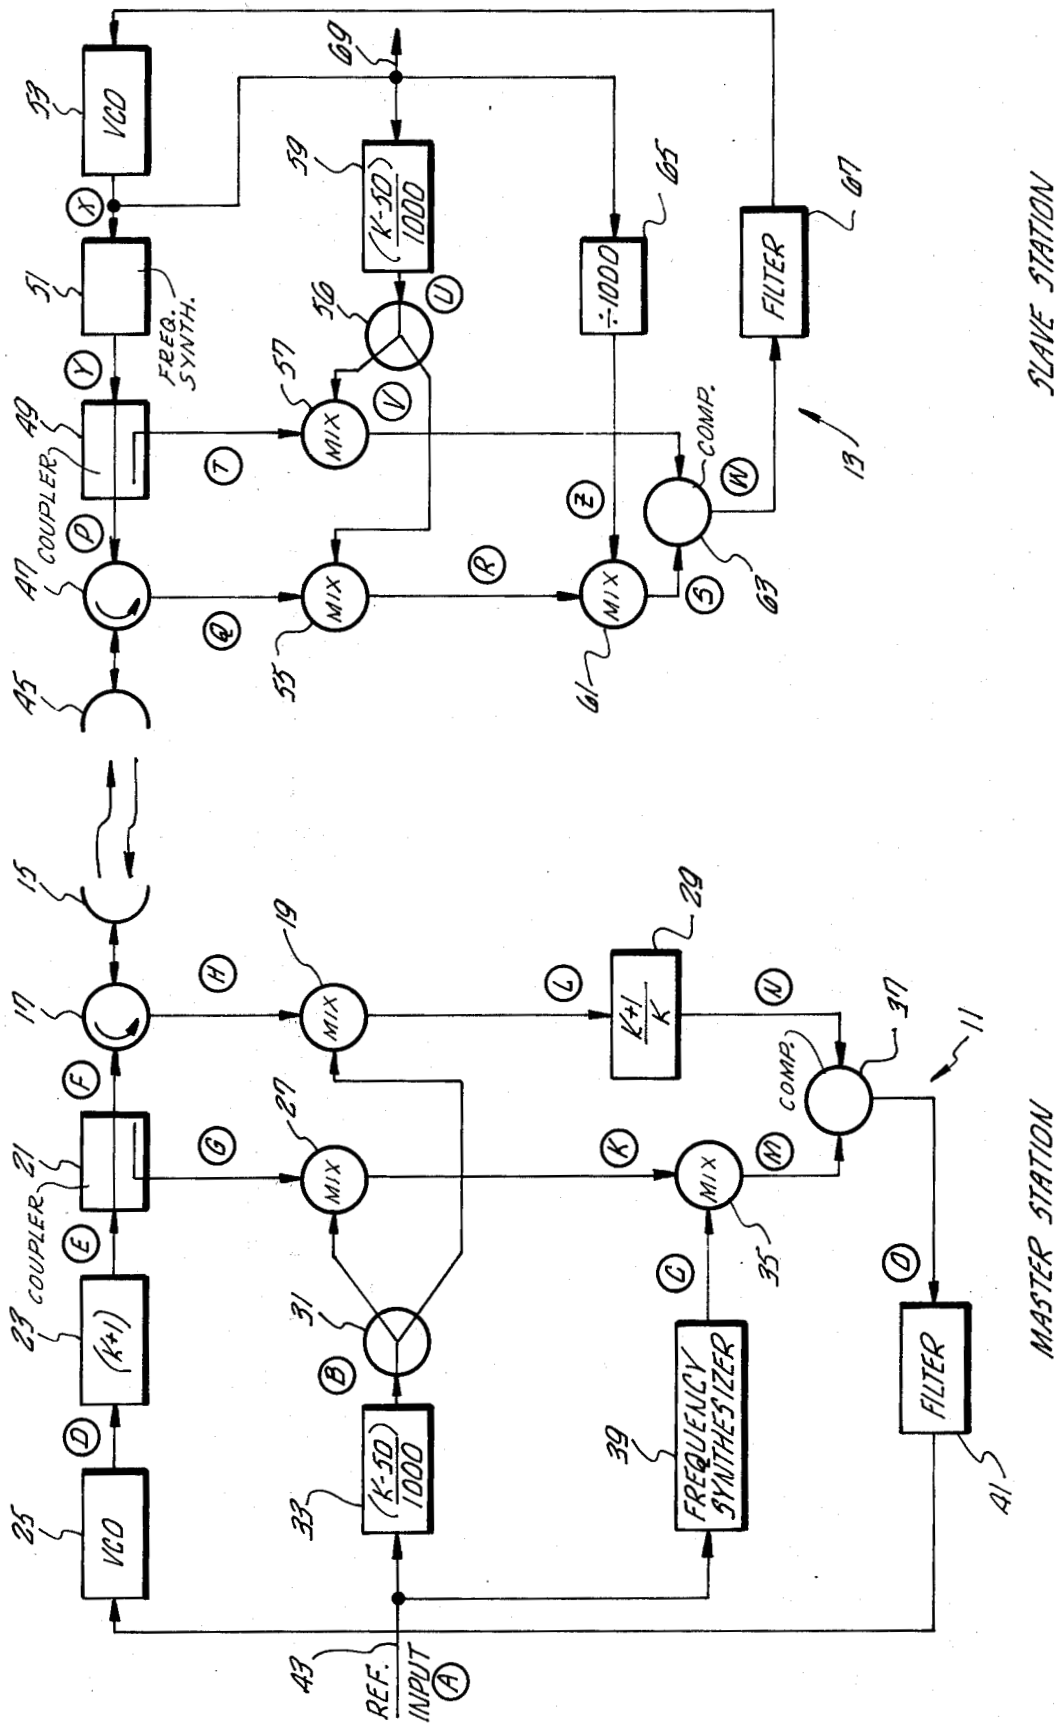 25
VCO
D
23
(K+1)
E
COUPLER
21
F
17
15
45
47
P
COUPLER
49
Y
51
FREQ.
SYNTH.
X
53
VCO
G
H
Q
T
43
REF.
INPUT
A
33
(K-50)
1000
B
31
27
MIX
19
MIX
55
MIX
57
MIX
V
56
U
59
(K-50)
1000
69
39
FREQUENCY
SYNTHESIZER
C
K
35
MIX
M
L
K+1
K
29
N
R
61
MIX
Z
S
÷1000
65
COMP.
63
W
COMP.
37
O
FILTER
41
11
FILTER
67
13
MASTER STATION
SLAVE STATION